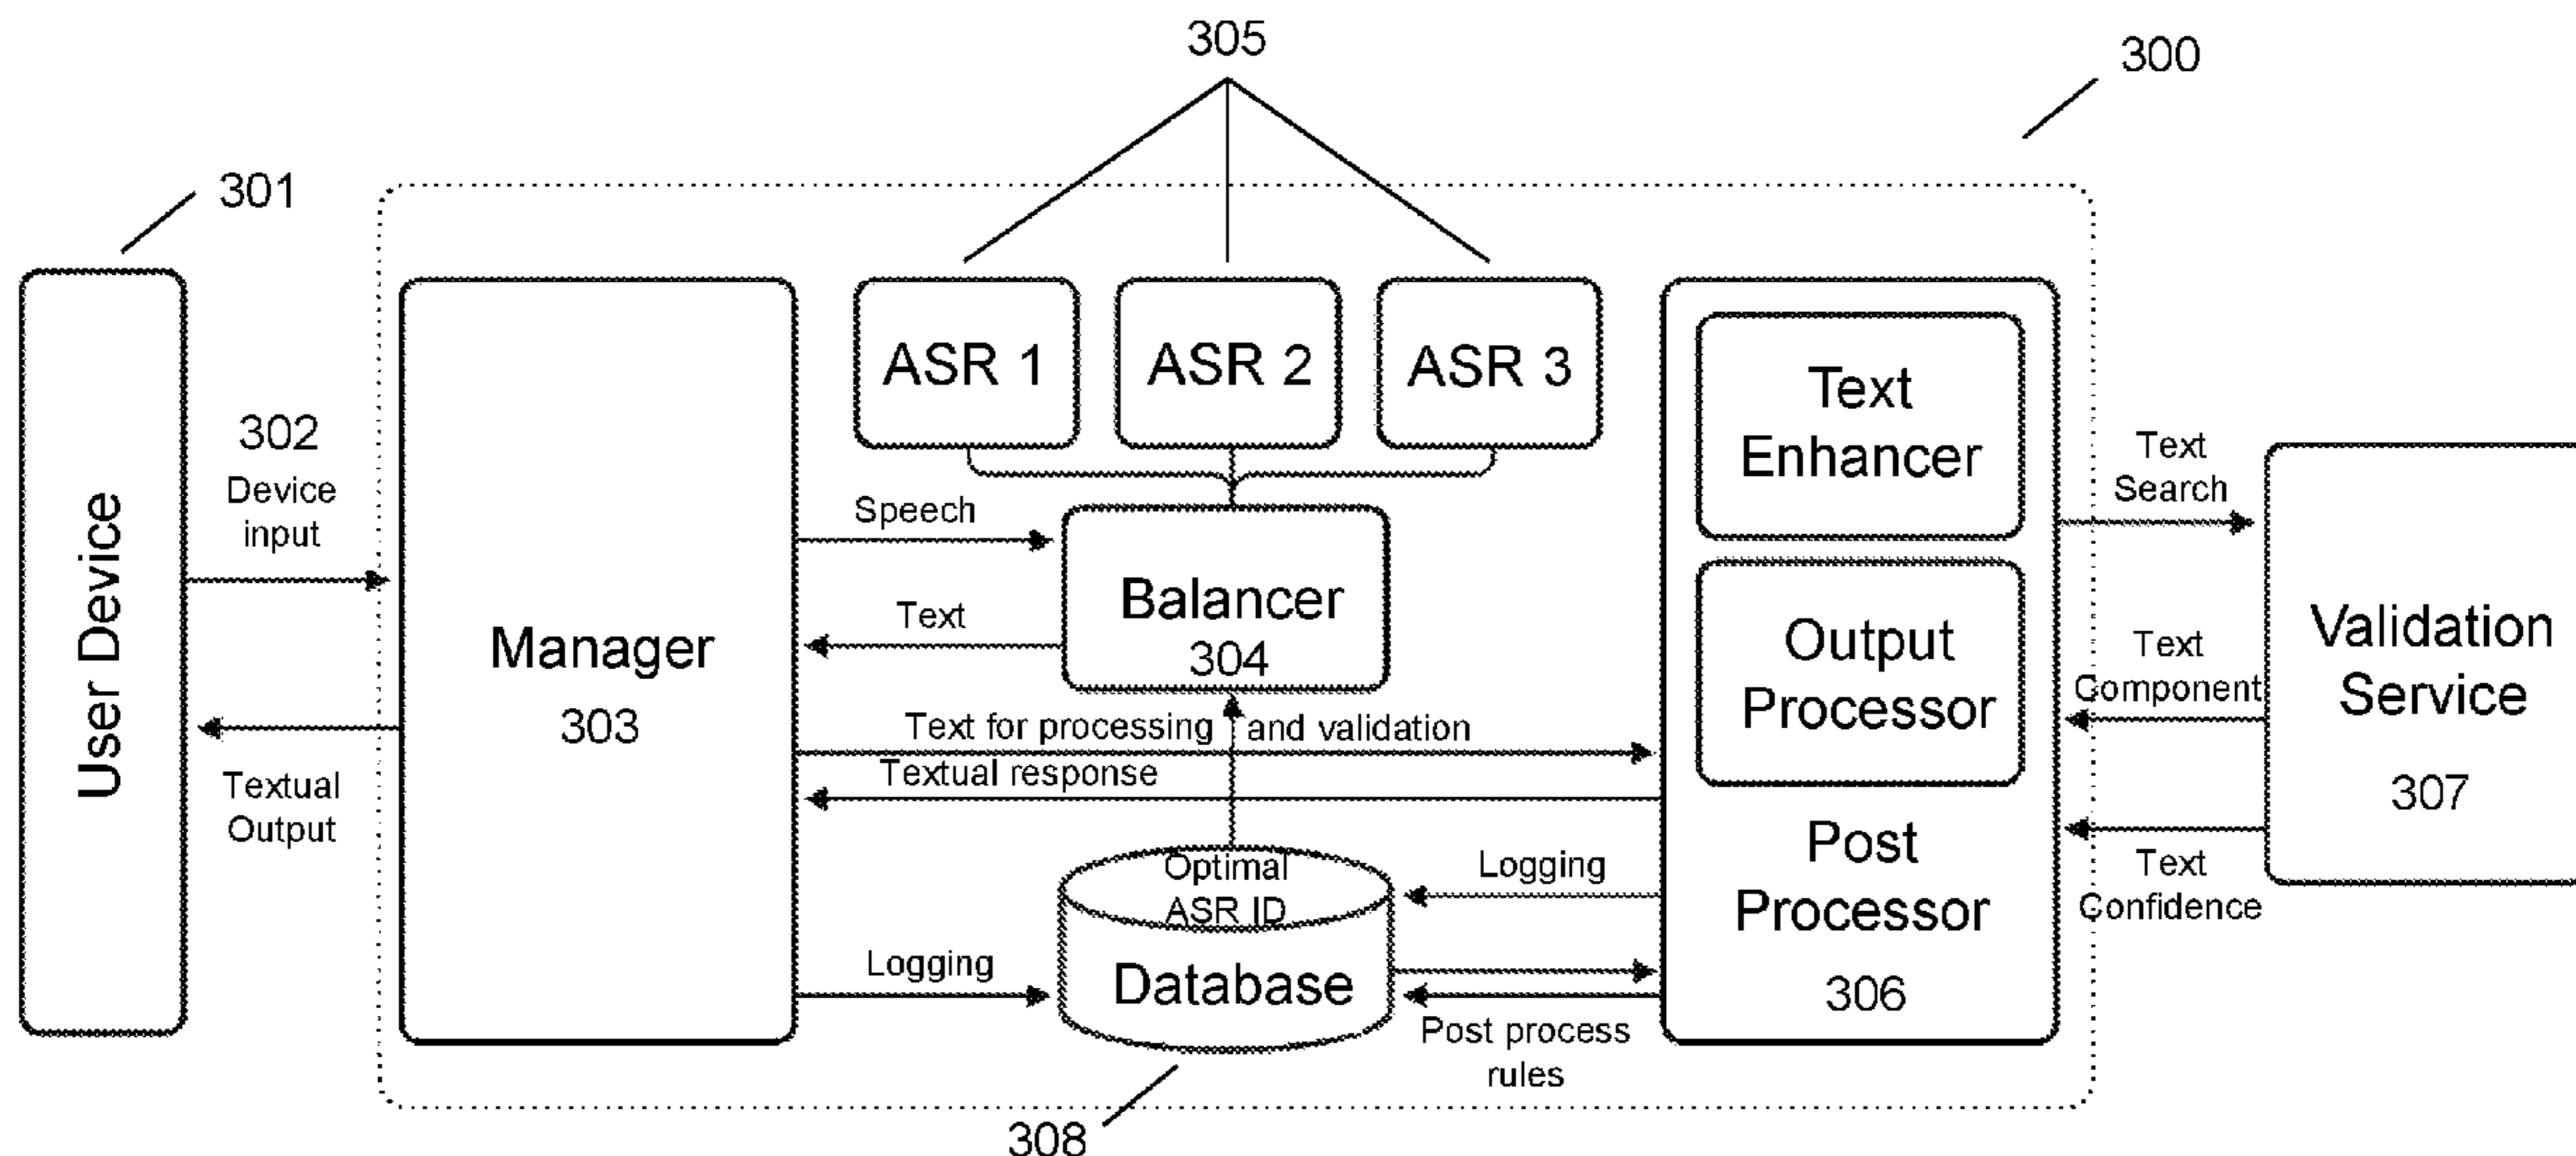 305
300
301
ASR 1
ASR 2
ASR 3
Text
Enhancer
302
Device
input
User Device
Textual
Output
Manager
303
Speech
Text
Balancer
304
Text for processing and validation
Textual response
Output
Processor
Post
Processor
306
Text
Search
Text
Component
Text
Confidence
Validation
Service
307
Optimal
ASR ID
Database
Logging
Logging
Post process
rules
308